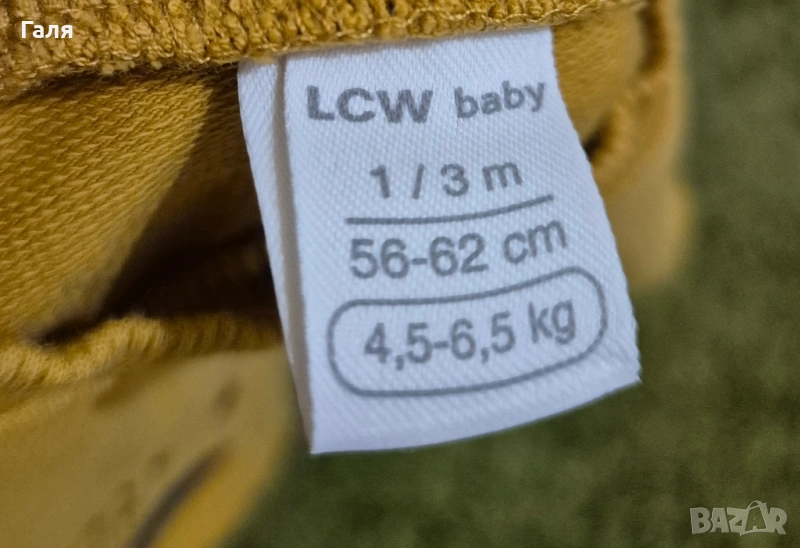 Галя
LCW baby
1 / 3 m
56-62 cm
4,5-6,5 kg
BAZAR